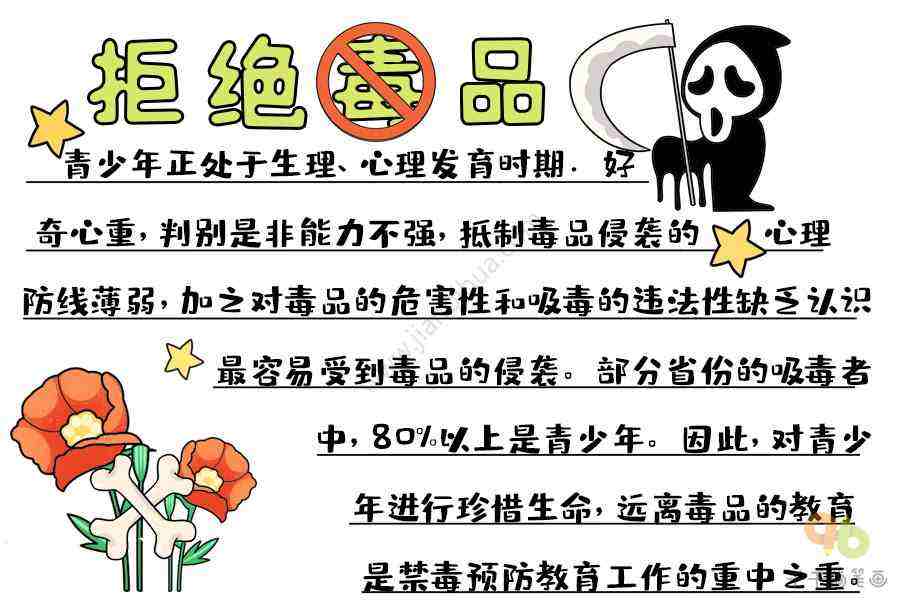 拒绝毒品
青少年正处于生理、心理发育时期.好
奇心重,判别是非能力不强,抵制毒品侵袭的心理
防线薄弱,加之对毒品的危害性和吸毒的违法性缺乏认识
最容易受到毒品的侵袭。部分省份的吸毒者
中,80%以上是青少年。因此,对青少
年进行珍惜生命,远离毒品的教育
是禁毒预防教育工作的重中之重。